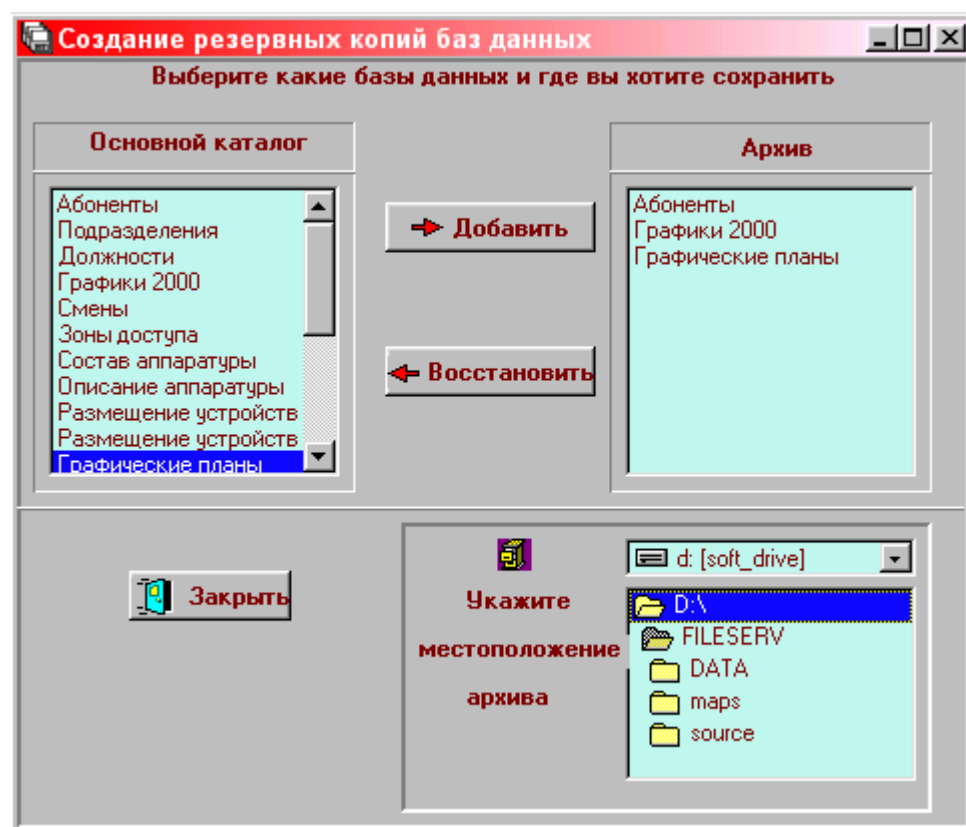 Создание резервных копий баз данных
Выберите какие базы данных и где вы хотите сохранить
Основной каталог
Абоненты
Подразделения
Должности
Графики 2000
Смены
Зоны доступа
Состав аппаратуры
Описание аппаратуры
Размещение устройств
Размещение устройств
Графические планы
Добавить
Восстановить
Архив
Абоненты
Графики 2000
Графические планы
Закрыть
Укажите
местоположение
архива
d: [soft_drive]
D:\
FILESERV
DATA
maps
source